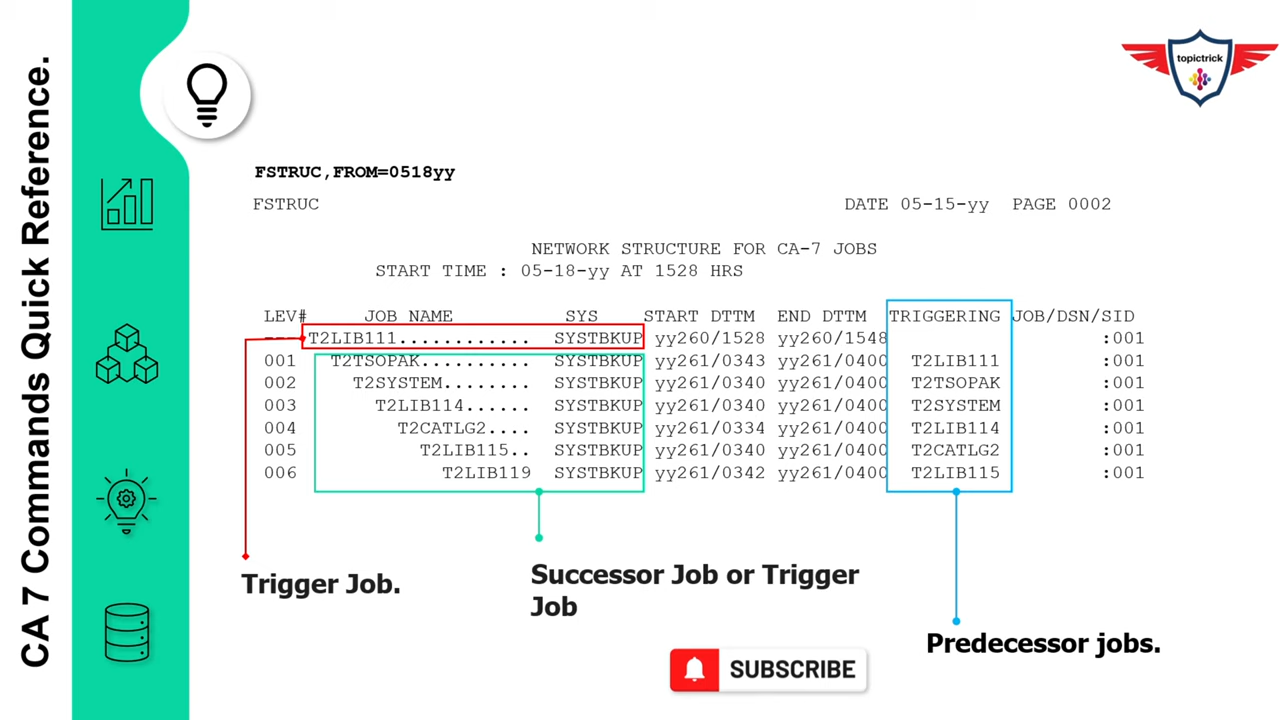 CA 7 Commands Quick Reference.
topictrick
FSTRUC,FROM=0518yy
FSTRUC DATE 05-15-yy PAGE 0002
NETWORK STRUCTURE FOR CA-7 JOBS
START TIME : 05-18-yy AT 1528 HRS
LEV# JOB NAME SYS START DTTM END DTTM TRIGGERING JOB/DSN/SID
--- T2LIB111............ SYSTBKUP yy260/1528 yy260/1548 :001
001 T2TSOPAK.......... SYSTBKUP yy261/0343 yy261/0400 T2LIB111 :001
002 T2SYSTEM........ SYSTBKUP yy261/0340 yy261/0400 T2TSOPAK :001
003 T2LIB114...... SYSTBKUP yy261/0340 yy261/0400 T2SYSTEM :001
004 T2CATLG2.... SYSTBKUP yy261/0334 yy261/0400 T2LIB114 :001
005 T2LIB115.. SYSTBKUP yy261/0340 yy261/0400 T2CATLG2 :001
006 T2LIB119 SYSTBKUP yy261/0342 yy261/0400 T2LIB115 :001
Trigger Job.
Successor Job or Trigger
Job
Predecessor jobs.
SUBSCRIBE